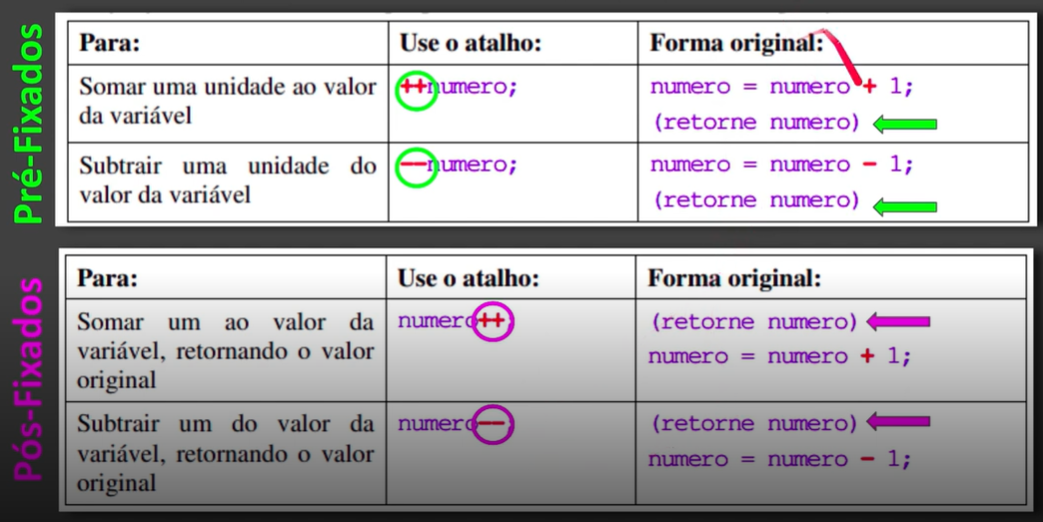 Pré-Fixados
Para: Use o atalho: Forma original:
Somar uma unidade ao valor ++numero; numero = numero + 1;
da variável (retorne numero)
Subtrair uma unidade do --numero; numero = numero - 1;
valor da variável (retorne numero)
Pós-Fixados
Para: Use o atalho: Forma original:
Somar um ao valor da numero++; (retorne numero)
variável, retornando o valor numero = numero + 1;
original
Subtrair um do valor da numero-- (retorne numero)
variável, retornando o valor numero = numero - 1;
original